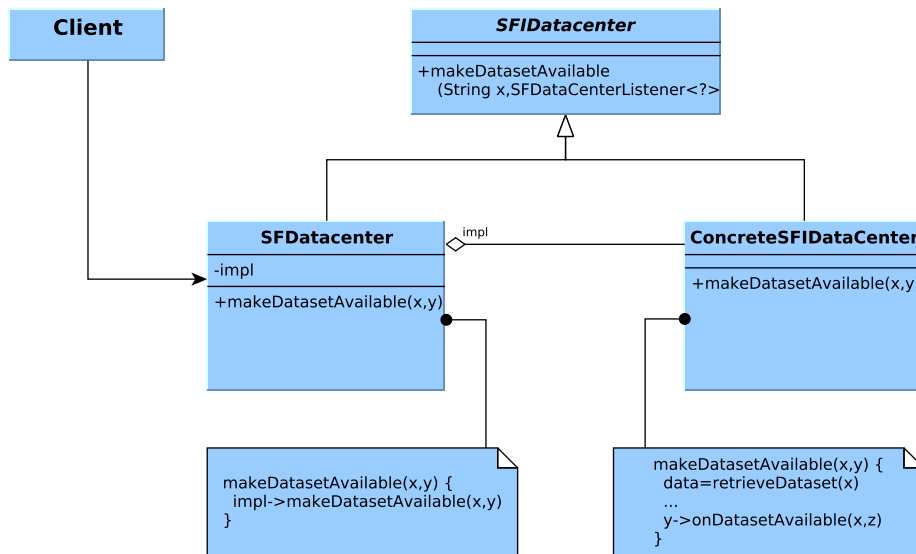 Client
SFIDatacenter
+makeDatasetAvailable
(String x,SFDataCenterListener<?>
SFDatacenter
-impl
+makeDatasetAvailable(x,y)
impl
ConcreteSFIDataCenter
+makeDatasetAvailable(x,y
makeDatasetAvailable(x,y) {
impl->makeDatasetAvailable(x,y)
}
makeDatasetAvailable(x,y) {
data=retrieveDataset(x)
...
y->onDatasetAvailable(x,z)
}